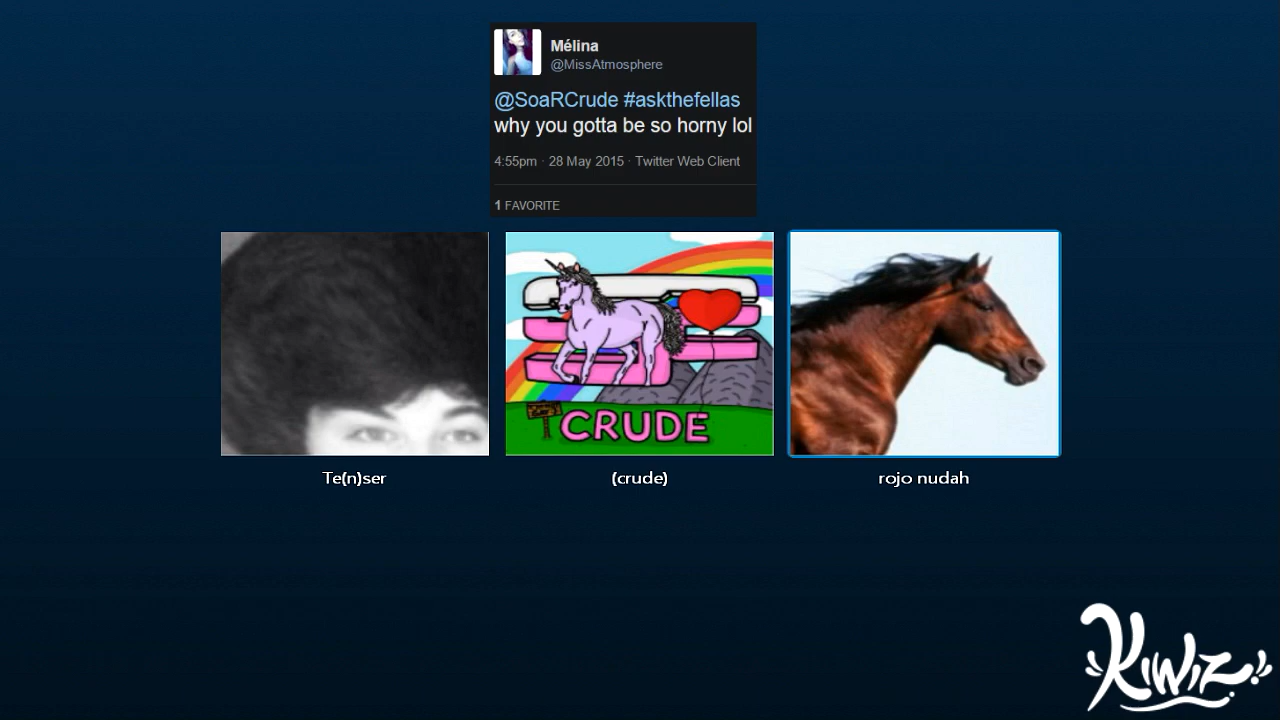 Mélina
@MissAtmosphere
@SoaRCrude #askthefellas
why you gotta be so horny lol
4:55pm · 28 May 2015 · Twitter Web Client
1 FAVORITE
CRUDE
Te(n)ser
(crude)
rojo nudah
Kiwiz